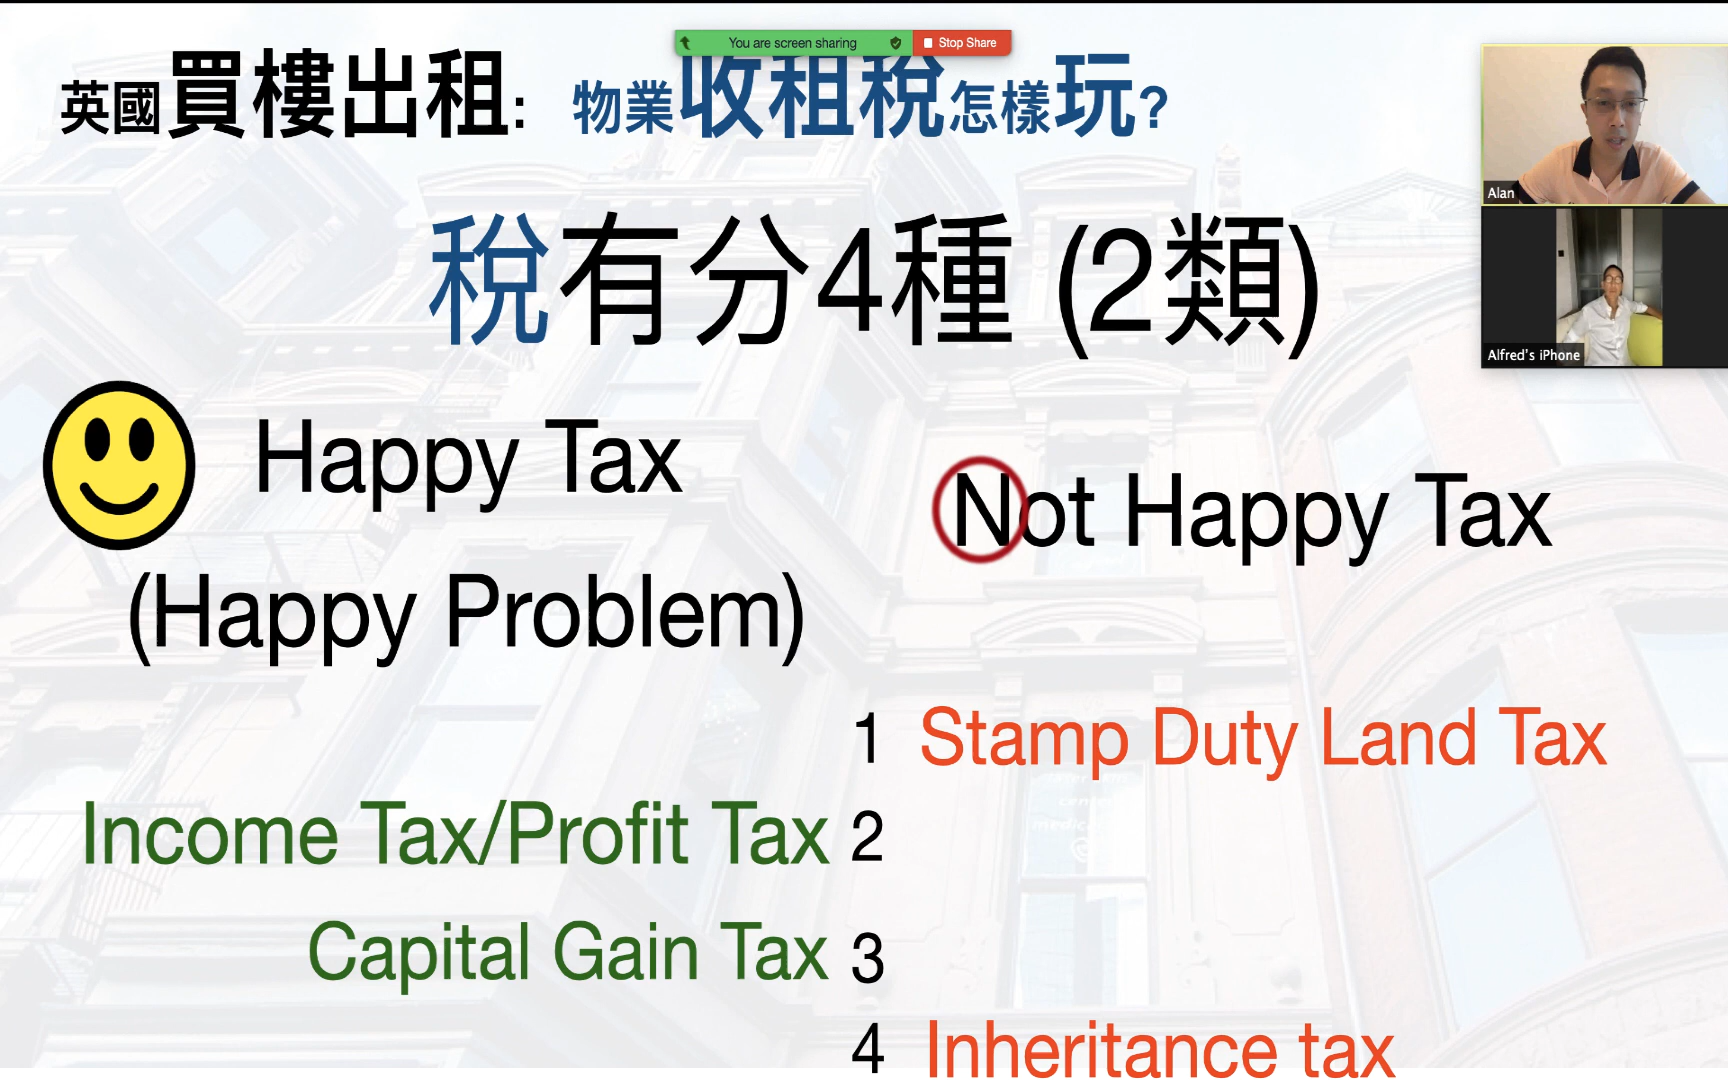 You are screen sharing Stop Share
英國買樓出租: 物業收租稅怎樣玩?
Alan
稅有分4種 (2類)
Alfred's iPhone
Happy Tax
Not Happy Tax
(Happy Problem)
1 Stamp Duty Land Tax
Income Tax/Profit Tax 2
Capital Gain Tax 3
4 Inheritance tax